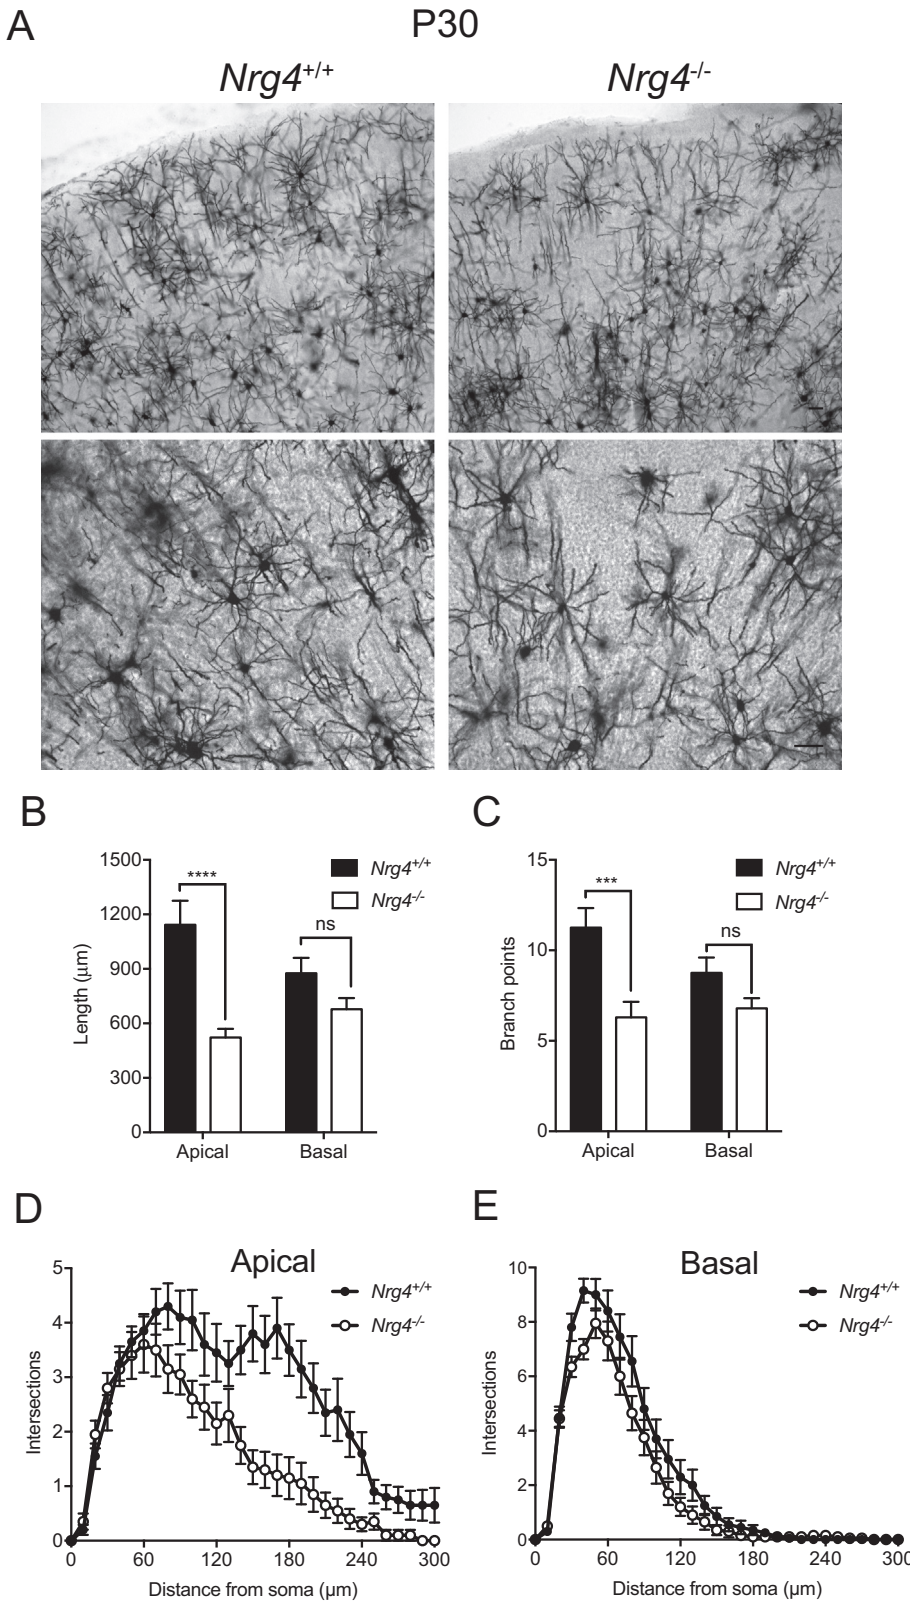 A
P30
Nrg4+/+
Nrg4-/-
B
1500
1200
900
600
300
0
Length (μm)
****
ns
Nrg4+/+
Nrg4-/-
Apical
Basal
C
15
10
5
0
Branch points
***
ns
Nrg4+/+
Nrg4-/-
Apical
Basal
D
Apical
Nrg4+/+
Nrg4-/-
5
4
3
2
1
0
Intersections
0 60 120 180 240 300
Distance from soma (μm)
E
Basal
Nrg4+/+
Nrg4-/-
10
8
6
4
2
0
Intersections
0 60 120 180 240 300
Distance from soma (μm)